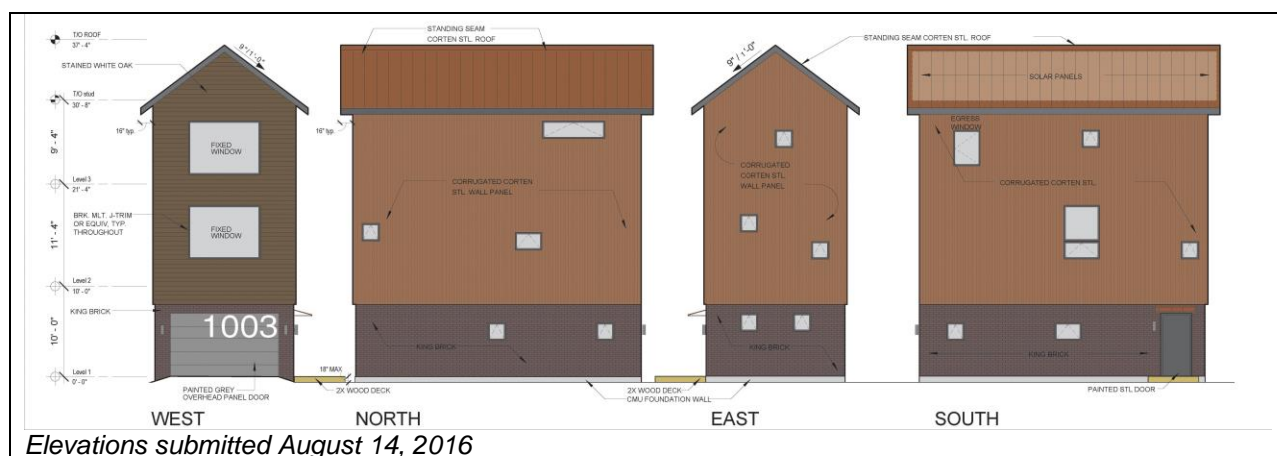 T/O ROOF
37' - 4"
STAINED WHITE OAK
T/O stud
30' - 8"
16" typ.
9' - 4"
Level 3
21' - 4"
BRK. MLT. J-TRIM
OR EQUIV, TYP.
THROUGHOUT
11' - 4"
Level 2
10' - 0"
KING BRICK
10' - 0"
Level 1
0' - 0"
9" / 1'-0"
FIXED
WINDOW
FIXED
WINDOW
1003
PAINTED GREY
OVERHEAD PANEL DOOR
18" MAX
2X WOOD DECK
WEST
STANDING SEAM
CORTEN STL. ROOF
16" typ.
CORRUGATED CORTEN
STL. WALL PANEL
KING BRICK
NORTH
9" / 1'-0"
STANDING SEAM CORTEN STL. ROOF
CORRUGATED
CORTEN STL.
WALL PANEL
KING BRICK
2X WOOD DECK
CMU FOUNDATION WALL
EAST
SOLAR PANELS
EGRESS
WINDOW
CORRUGATED CORTEN STL.
KING BRICK
PAINTED STL DOOR
SOUTH
Elevations submitted August 14, 2016